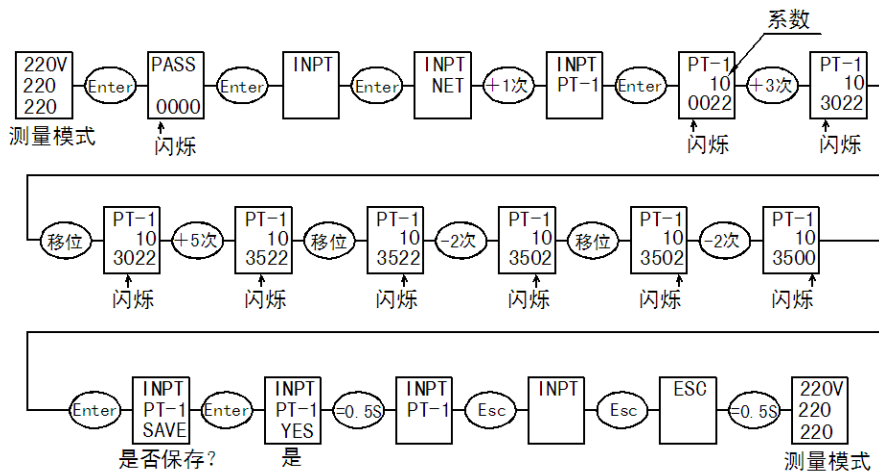 系数
220V
220
220
Enter
PASS
0000
Enter
INPT
Enter
INPT
NET
+1次
INPT
PT-1
Enter
PT-1
10
0022
+3次
PT-1
10
3022
测量模式
闪烁
闪烁
闪烁
移位
PT-1
10
3022
+5次
PT-1
10
3522
移位
PT-1
10
3522
-2次
PT-1
10
3502
移位
PT-1
10
3502
-2次
PT-1
10
3500
闪烁
闪烁
闪烁
闪烁
闪烁
闪烁
Enter
INPT
PT-1
SAVE
Enter
INPT
PT-1
YES
=0.5S
INPT
PT-1
Esc
INPT
Esc
ESC
=0.5S
220V
220
220
是否保存?
是
测量模式